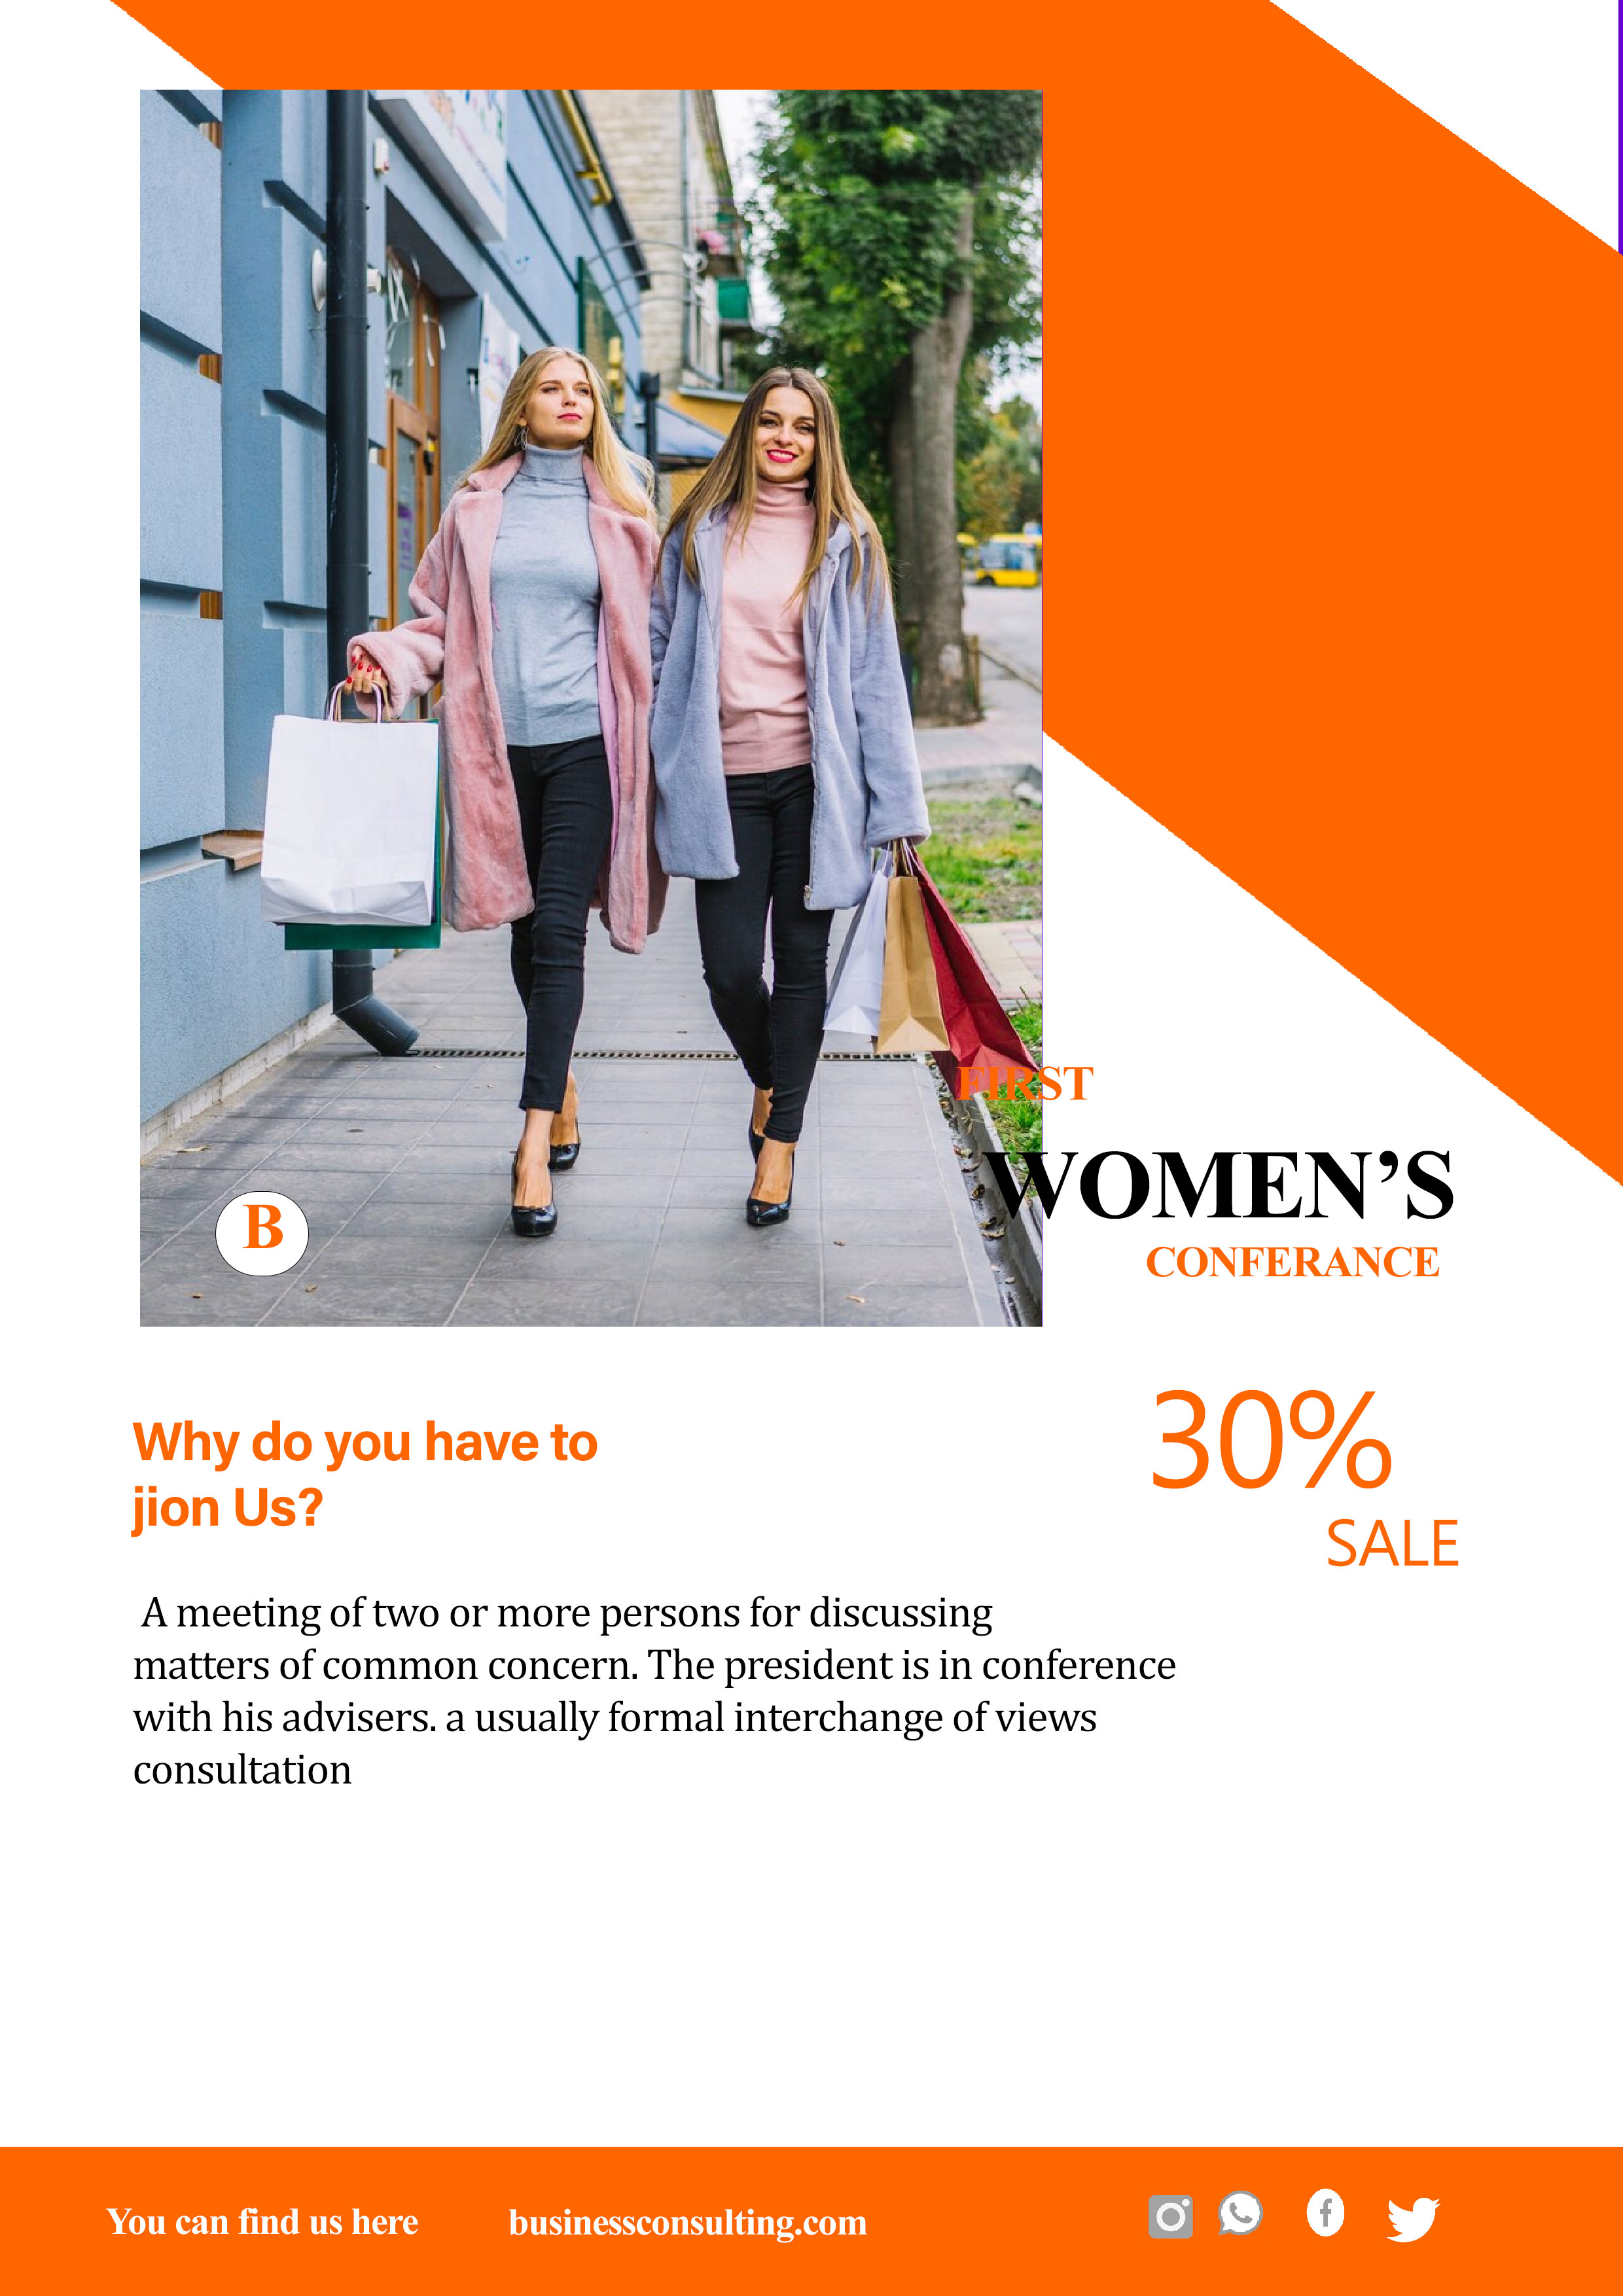 FIRST
WOMEN’S
CONFERANCE
B
30%
SALE
Why do you have to
jion Us?
A meeting of two or more persons for discussing
matters of common concern. The president is in conference
with his advisers. a usually formal interchange of views
consultation
You can find us here
businessconsulting.com